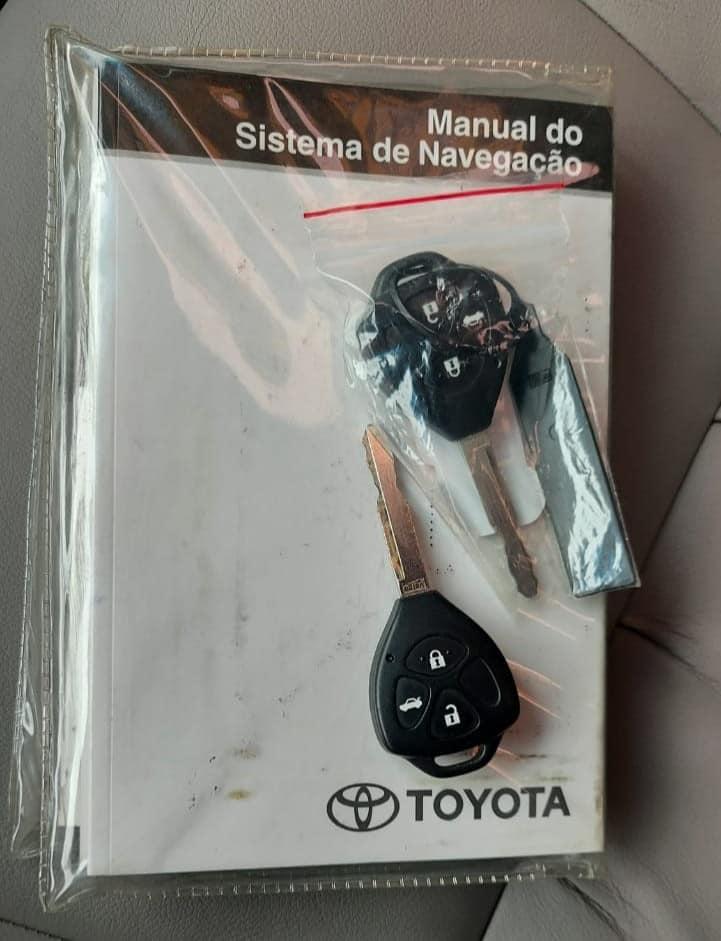 Manual do
Sistema de Navegação
TOYOTA